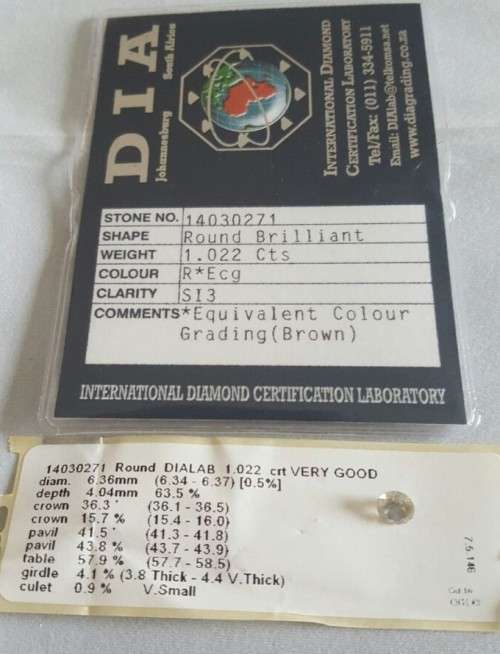 DIA
Johannesburg South Africa
INTERNATIONAL DIAMOND
CERTIFICATION LABORATORY
Tel/Fax: (011) 334-5911
Email: DIAlab@telkomsa.net
www.diagrading.co.za
STONE NO. 14030271
SHAPE Round Brilliant
WEIGHT 1.022 Cts
COLOUR R*Ecg
CLARITY SI3
COMMENTS *Equivalent Colour
Grading(Brown)
INTERNATIONAL DIAMOND CERTIFICATION LABORATORY
14030271 Round DIALAB 1.022 crt VERY GOOD
diam. 6.36mm (6.34 - 6.37) [0.5%]
depth 4.04mm 63.5 %
crown 36.3 ° (36.1 - 36.5)
crown 15.7 % (15.4 - 16.0)
pavil 41.5 ° (41.3 - 41.8)
pavil 43.8 % (43.7 - 43.9)
table 57.9 % (57.7 - 58.5)
girdle 4.1 % (3.8 Thick - 4.4 V.Thick)
culet 0.9 % V.Small